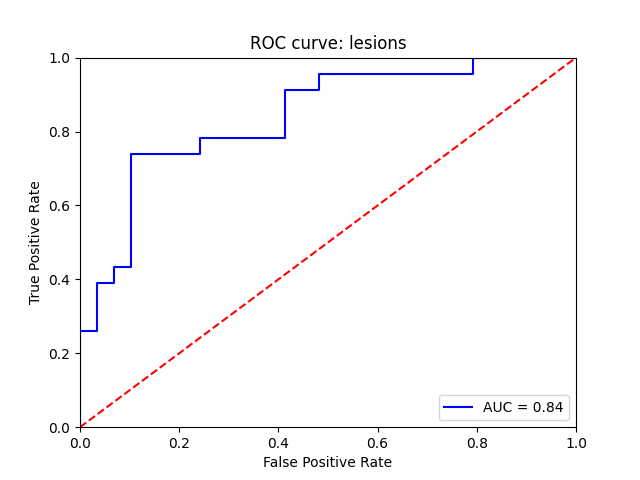 ROC curve: lesions
True Positive Rate
1.0
0.8
0.6
0.4
0.2
0.0
AUC = 0.84
0.0 0.2 0.4 0.6 0.8 1.0
False Positive Rate